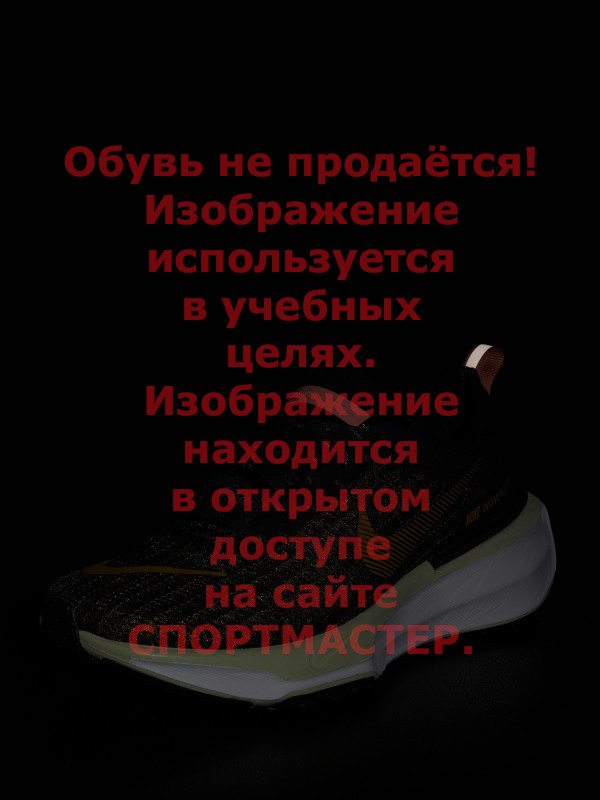 Обувь не продаётся!
Изображение
используется
в учебных
целях.
Изображение
находится
в открытом
доступе
на сайте
СПОРТМАСТЕР.